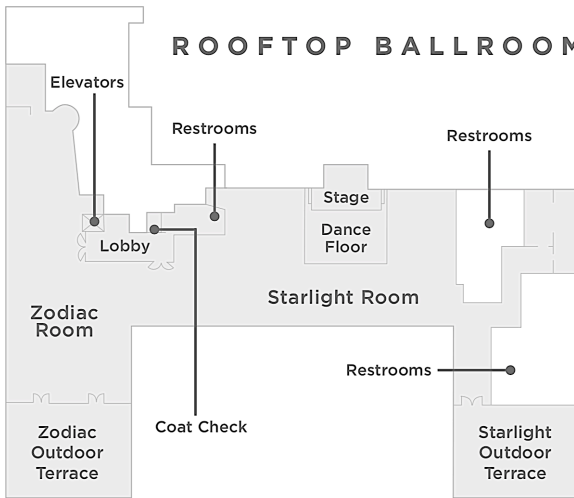 ROOFTOP BALLROOM
Elevators
Restrooms
Restrooms
Stage
Dance
Floor
Lobby
Starlight Room
Zodiac
Room
Restrooms
Coat Check
Zodiac
Outdoor
Terrace
Starlight
Outdoor
Terrace